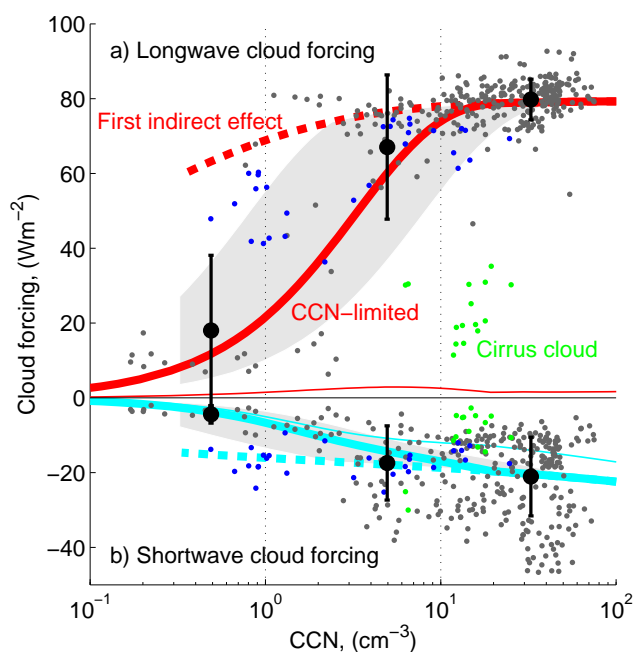 100
80
60
40
20
0
−20
−40
Cloud forcing, (Wm−2)
a) Longwave cloud forcing
First indirect effect
CCN−limited
Cirrus cloud
b) Shortwave cloud forcing
10−1
100
101
102
CCN, (cm−3)